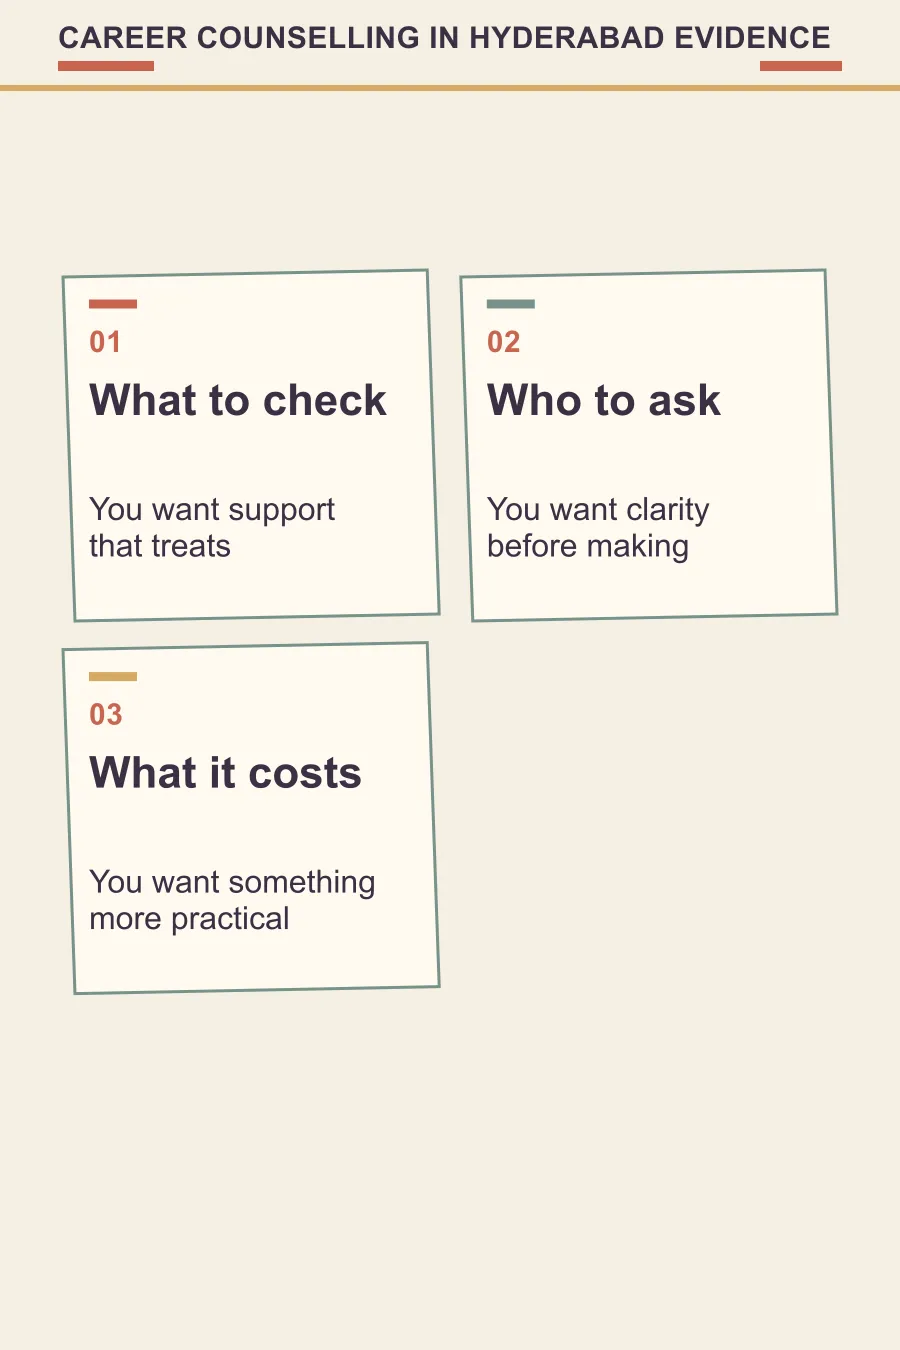 CAREER COUNSELLING IN HYDERABAD EVIDENCE
01
What to check
You want support
that treats
02
Who to ask
You want clarity
before making
03
What it costs
You want something
more practical